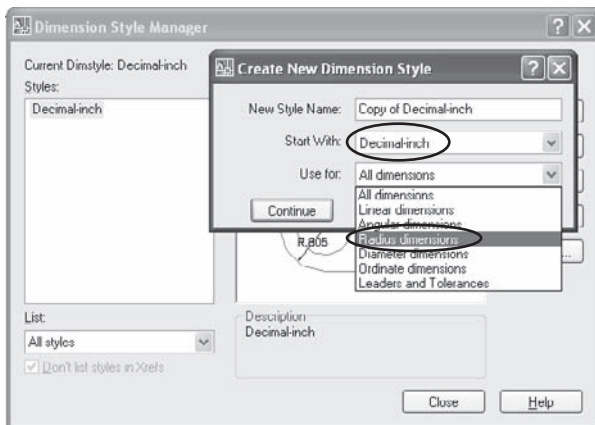 Dimension Style Manager
Current Dimstyle: Decimal-inch
Styles:
Decimal-inch
Create New Dimension Style
New Style Name: Copy of Decimal-inch
Start With: Decimal-inch
Use for: All dimensions
All dimensions
Linear dimensions
Angular dimensions
Radius dimensions
Diameter dimensions
Ordinate dimensions
Leaders and Tolerances
Continue
R.805
...
List:
All styles
Don't list styles in Xrefs
Description
Decimal-inch
Close
Help